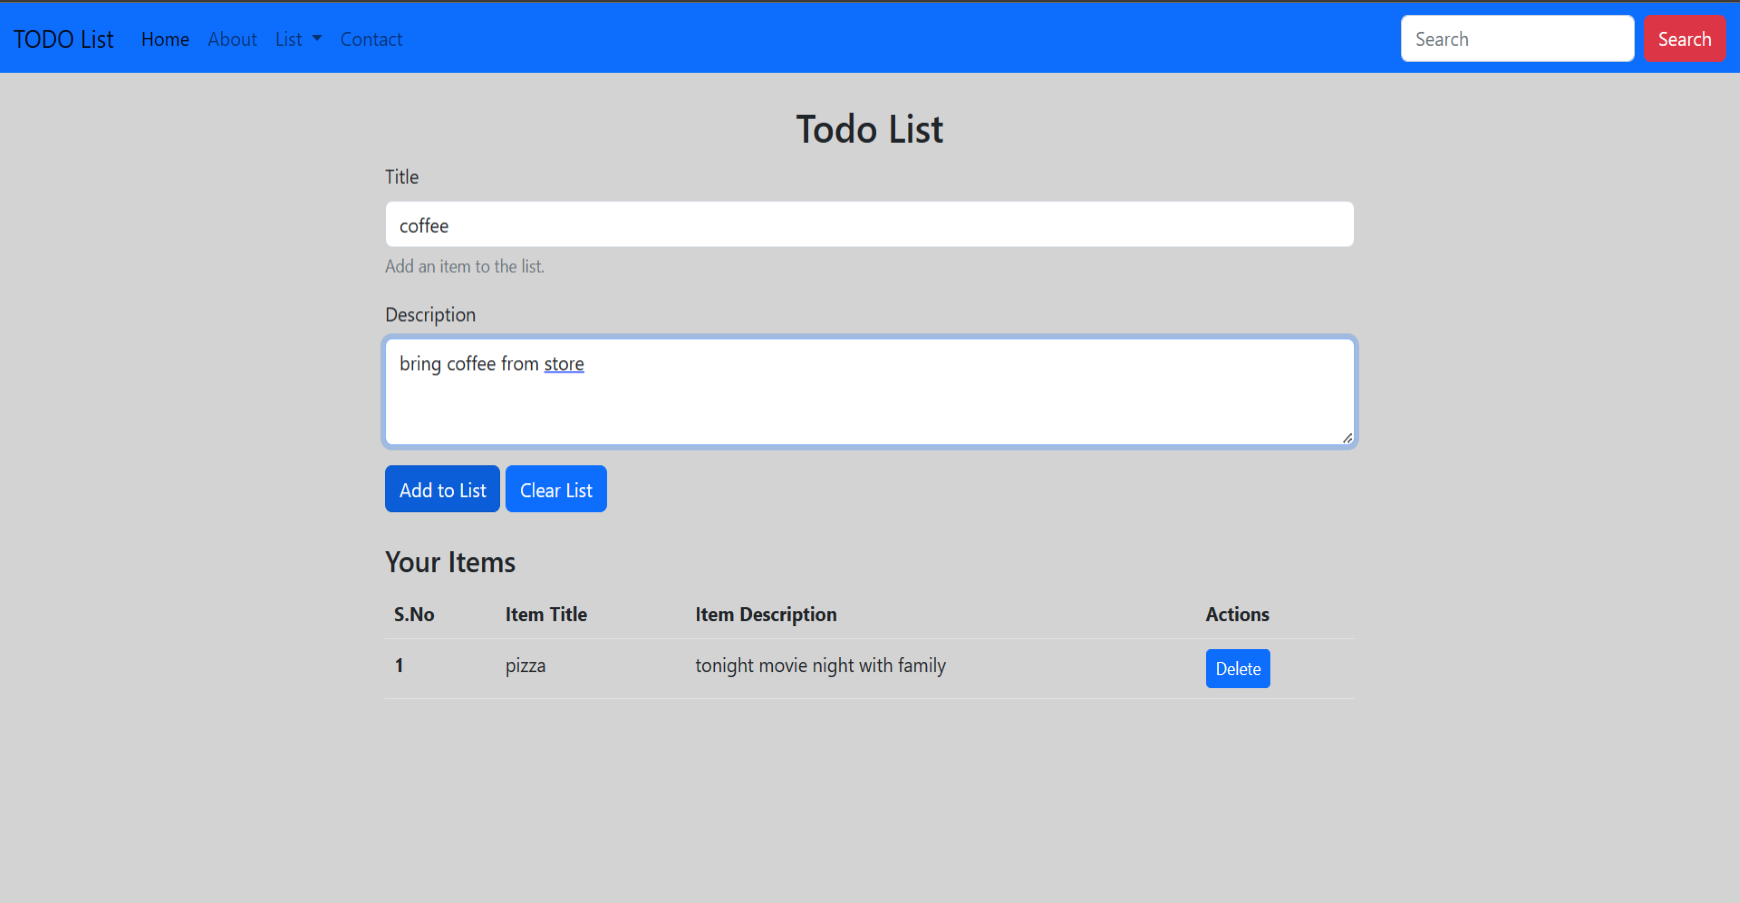 TODO List Home About List Contact Search Search
Todo List
Title
coffee
Add an item to the list.
Description
bring coffee from store
Add to List Clear List
Your Items
S.No Item Title Item Description Actions
1 pizza tonight movie night with family Delete